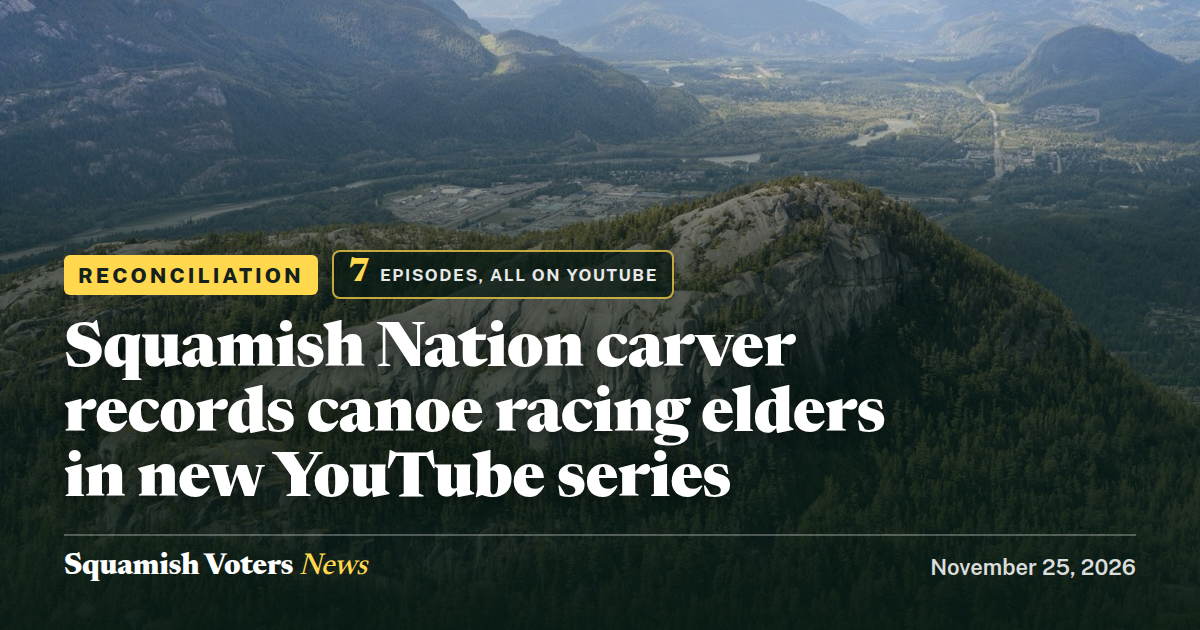 RECONCILIATION
7 EPISODES, ALL ON YOUTUBE
Squamish Nation carver
records canoe racing elders
in new YouTube series
Squamish Voters News
November 25, 2026